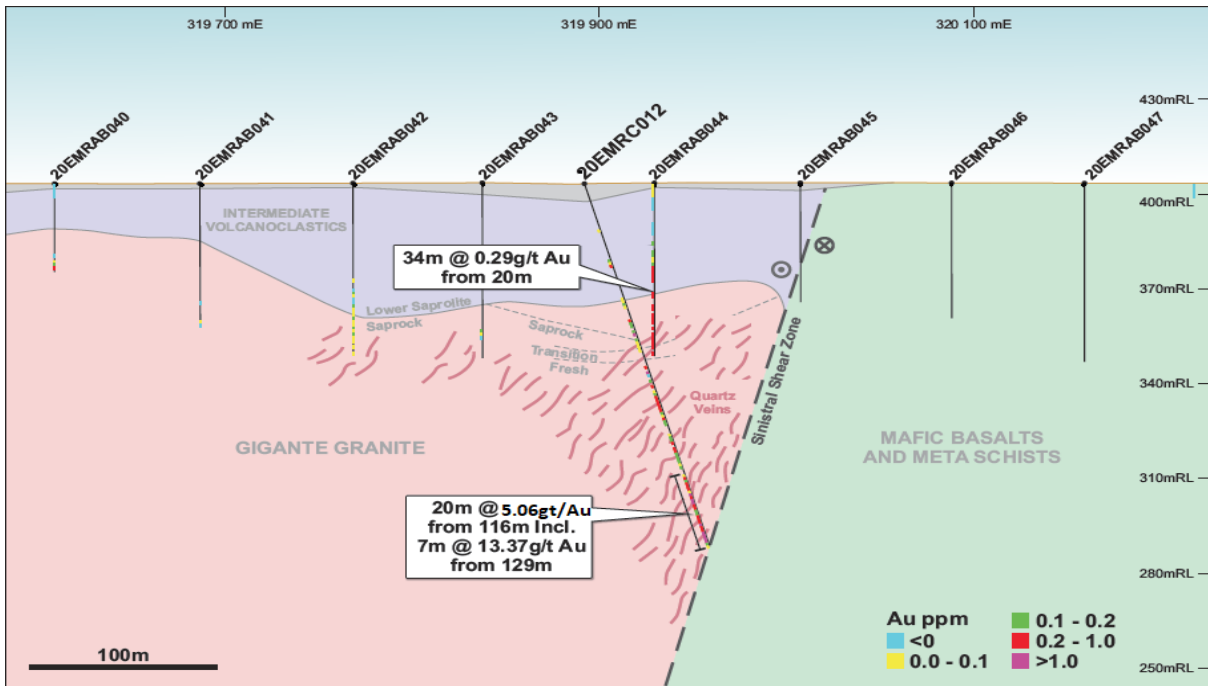 319 700 mE
319 900 mE
320 100 mE
430mRL
20EMRAB040
20EMRAB041
20EMRAB042
20EMRAB043
20EMRC012
20EMRAB044
20EMRAB045
20EMRAB046
20EMRAB047
400mRL
INTERMEDIATE
VOLCANOCLASTICS
34m @ 0.29g/t Au
from 20m
370mRL
Lower Saprolite
Saprock
Saprock
Transition
Fresh
340mRL
Quartz
Veins
Sinistral Shear Zone
GIGANTE GRANITE
MAFIC BASALTS
AND META SCHISTS
310mRL
20m @ 5.06gt/Au
from 116m Incl.
7m @ 13.37g/t Au
from 129m
280mRL
Au ppm
<0
0.0 - 0.1
0.1 - 0.2
0.2 - 1.0
>1.0
100m
250mRL